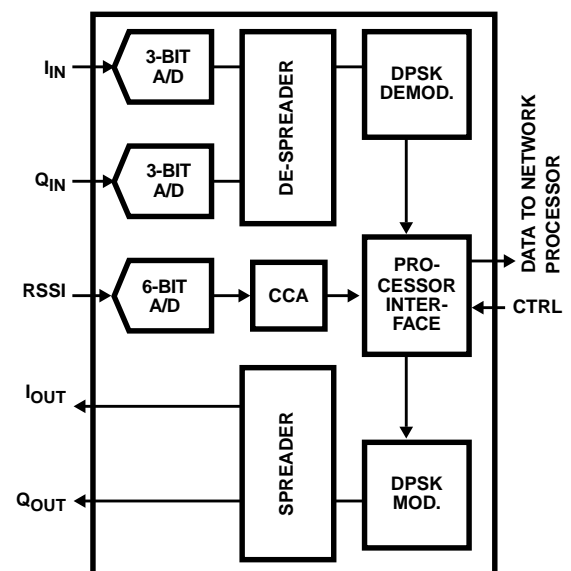 I_IN
3-BIT
A/D
DE-SPREADER
DPSK
DEMOD.
Q_IN
3-BIT
A/D
DATA TO NETWORK
PROCESSOR
RSSI
6-BIT
A/D
CCA
PRO-
CESSOR
INTER-
FACE
CTRL
I_OUT
SPREADER
Q_OUT
DPSK
MOD.